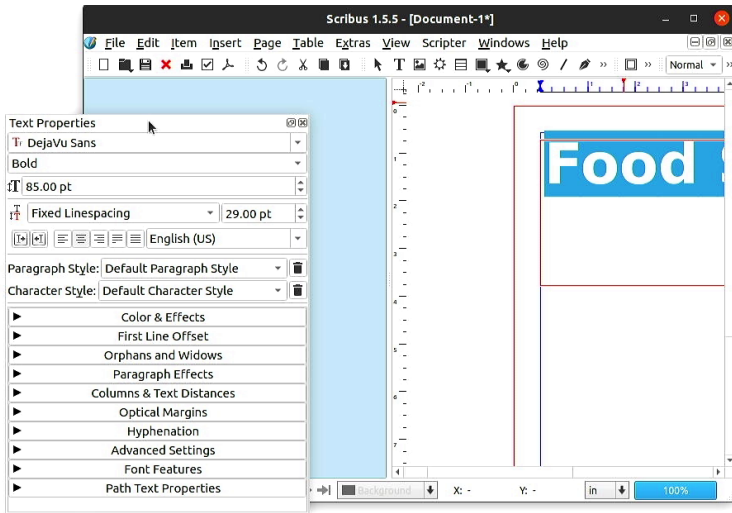 Scribus 1.5.5 - [Document-1*]
File Edit Item Insert Page Table Extras View Scripter Windows Help
Normal
Text Properties
DejaVu Sans
Bold
85.00 pt
Fixed Linespacing 29.00 pt
English (US)
Paragraph Style: Default Paragraph Style
Character Style: Default Character Style
Color & Effects
First Line Offset
Orphans and Widows
Paragraph Effects
Columns & Text Distances
Optical Margins
Hyphenation
Advanced Settings
Font Features
Path Text Properties
Food
Background X: - Y: - in 100%